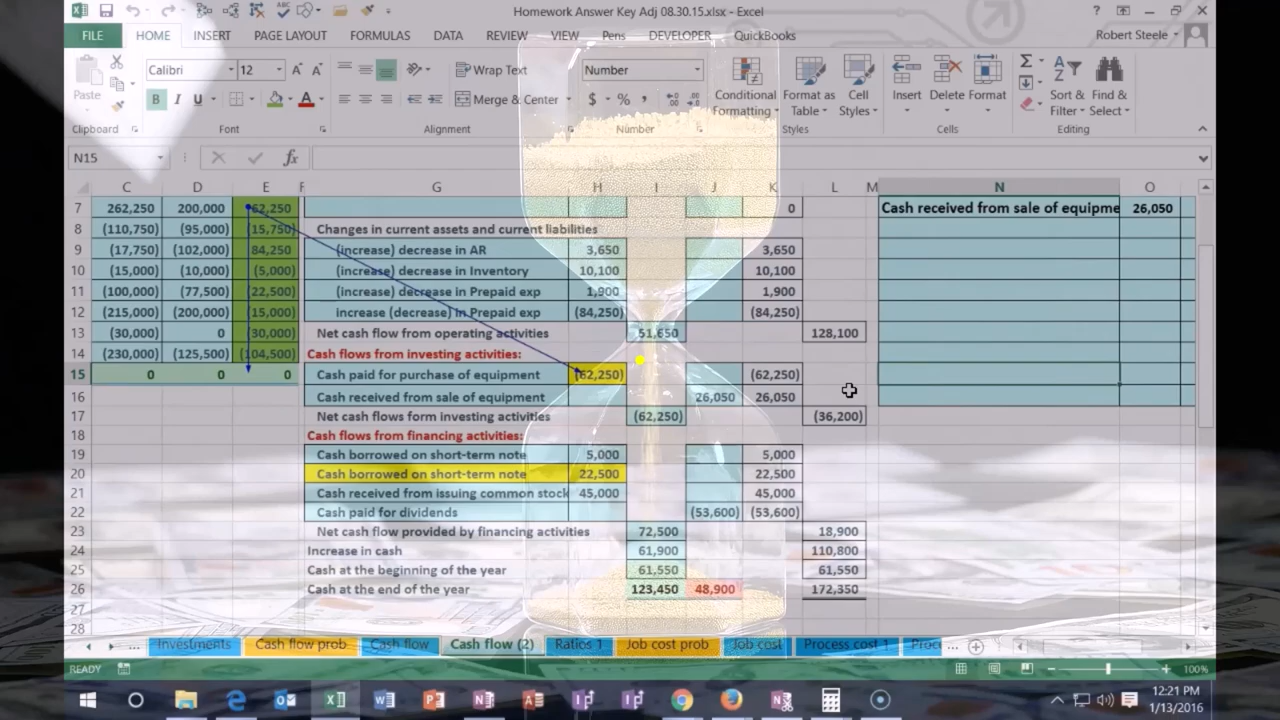 Homework Answer Key Adj 08.30.15.xlsx - Excel
FILE HOME INSERT PAGE LAYOUT FORMULAS DATA REVIEW VIEW Pens DEVELOPER QuickBooks Robert Steele
Calibri 12 Wrap Text Number
Paste B I U Merge & Center $ % Conditional Formatting Format as Table Cell Styles Insert Delete Format Sort & Filter Find & Select
Clipboard Font Alignment Number Styles Cells Editing
N15 fx
C D E F G H I J K L M N O
7 262,250 200,000 62,250 0 Cash received from sale of equipme 26,050
8 (110,750) (95,000) (15,750) Changes in current assets and current liabilities
9 (17,750) (102,000) 84,250 (increase) decrease in AR 3,650 3,650
10 (15,000) (10,000) (5,000) (increase) decrease in Inventory 10,100 10,100
11 (100,000) (77,500) (22,500) (increase) decrease in Prepaid exp 1,900 1,900
12 (215,000) (200,000) (15,000) increase (decrease) in Prepaid exp (84,250) (84,250)
13 (30,000) 0 (30,000) Net cash flow from operating activities 51,650 128,100
14 (230,000) (125,500) (104,500) Cash flows from investing activities:
15 0 0 0 Cash paid for purchase of equipment (62,250) (62,250)
16 Cash received from sale of equipment 26,050 26,050
17 Net cash flows form investing activities (62,250) (36,200)
18 Cash flows from financing activities:
19 Cash borrowed on short-term note 5,000 5,000
20 Cash borrowed on short-term note 22,500 22,500
21 Cash received from issuing common stock 45,000 45,000
22 Cash paid for dividends (53,600) (53,600)
23 Net cash flow provided by financing activities 72,500 18,900
24 Increase in cash 61,900 110,800
25 Cash at the beginning of the year 61,550 61,550
26 Cash at the end of the year 123,450 48,900 172,350
27
28
... Investments Cash flow prob Cash flow Cash flow (2) Ratios 1 Job cost prob Job cost Process cost 1 Proc ...
READY 100%
12:21 PM
1/13/2016